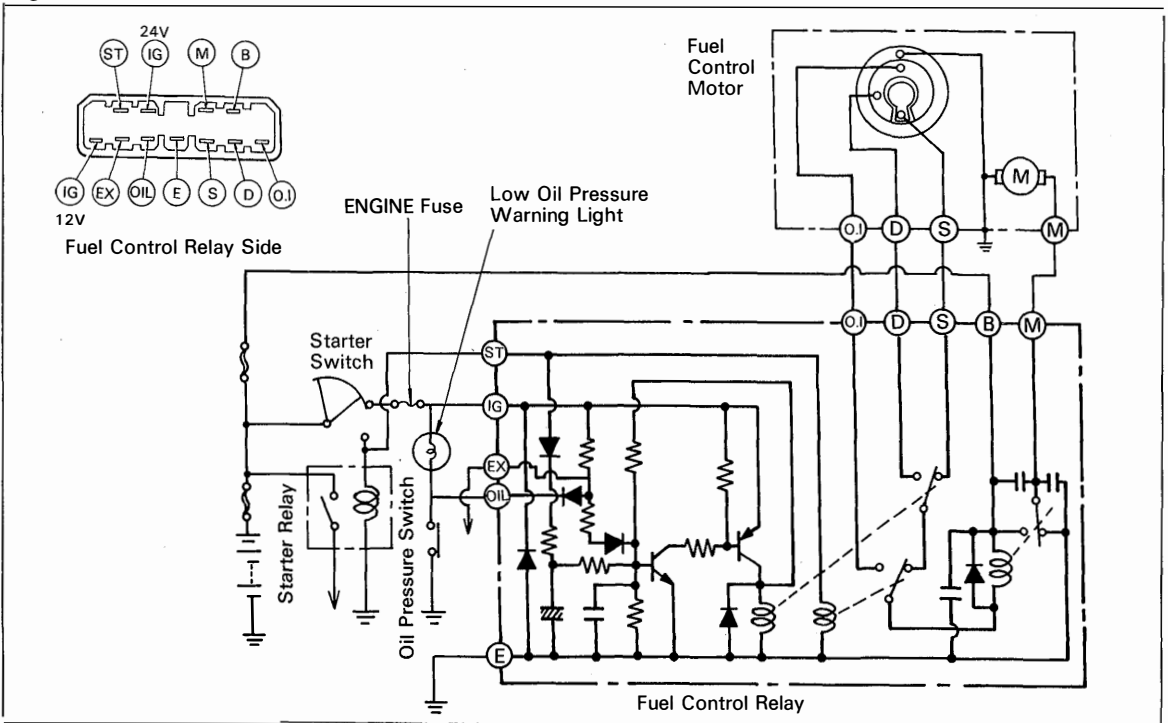 24V
ST IG M B
IG EX OIL E S D O.I
12V
Fuel Control Relay Side
Fuel
Control
Motor
M
O.I D S M
ENGINE Fuse
Low Oil Pressure
Warning Light
Starter
Switch
O.I D S B M
ST
IG
EX
OIL
Starter Relay
Oil Pressure Switch
E
Fuel Control Relay